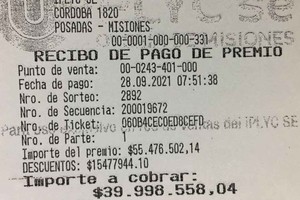 CORDOBA 1820
POSADAS - MISIONES
00-0001-000-000-331
RECIBO DE PAGO DE PREMIO
Punto de venta: 00-0243-401-000
Fecha de pago: 28.09.2021 07:51:38
Nro. de Sorteo: 2892
Nro. de Secuencia: 200019672
Nro. de Ticket: 060B4CECED8CEFD
Nro. de Parte:
Importe del premio: $55.476.502,14
DESCUENTOS: $15477944.10
Importe a cobrar:
$39.998.558,04